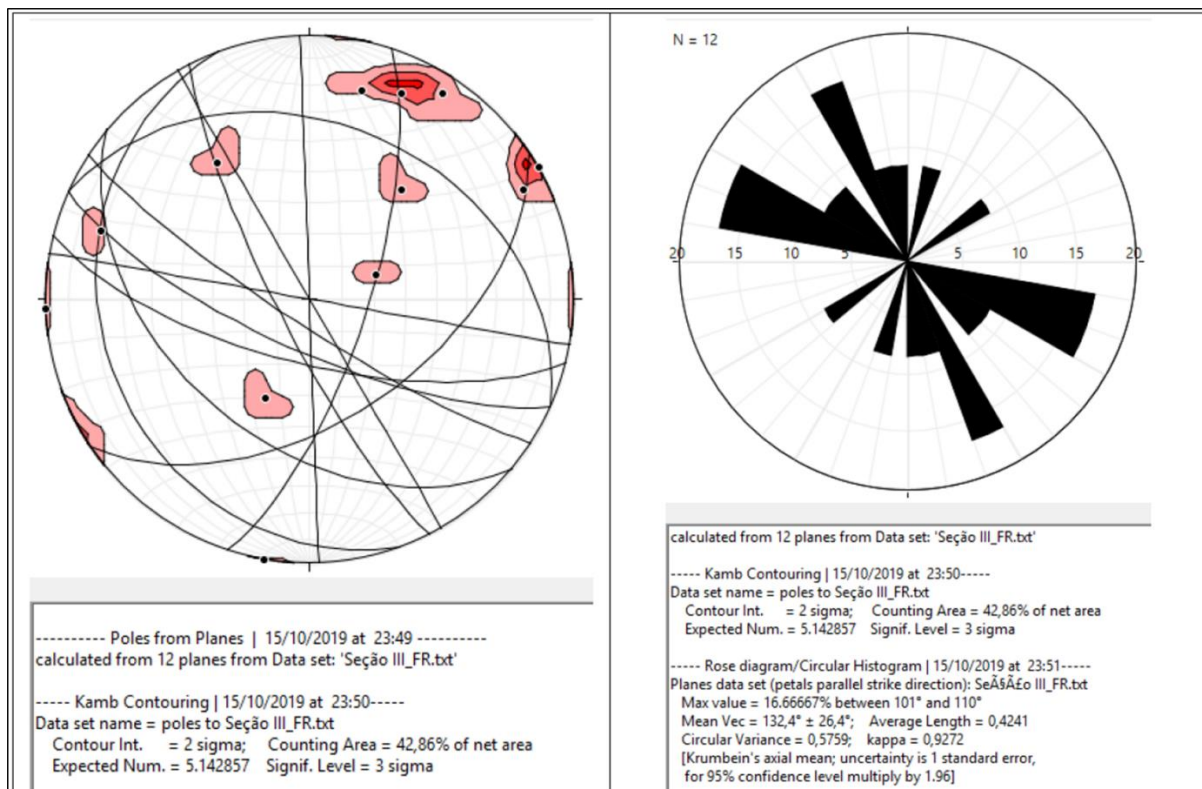 ---------- Poles from Planes | 15/10/2019 at 23:49 ----------
calculated from 12 planes from Data set: 'Seção III_FR.txt'
----- Kamb Contouring | 15/10/2019 at 23:50-----
Data set name = poles to Seção III_FR.txt
Contour Int. = 2 sigma; Counting Area = 42,86% of net area
Expected Num. = 5.142857 Signif. Level = 3 sigma
N = 12
20 15 10 5 5 10 15 20
calculated from 12 planes from Data set: 'Seção III_FR.txt'
----- Kamb Contouring | 15/10/2019 at 23:50-----
Data set name = poles to Seção III_FR.txt
Contour Int. = 2 sigma; Counting Area = 42,86% of net area
Expected Num. = 5.142857 Signif. Level = 3 sigma
----- Rose diagram/Circular Histogram | 15/10/2019 at 23:51-----
Planes data set (petals parallel strike direction): SeÃ§Ã£o III_FR.txt
Max value = 16.66667% between 101° and 110°
Mean Vec = 132,4° ± 26,4°; Average Length = 0,4241
Circular Variance = 0,5759; kappa = 0,9272
[Krumbein's axial mean; uncertainty is 1 standard error,
for 95% confidence level multiply by 1.96]